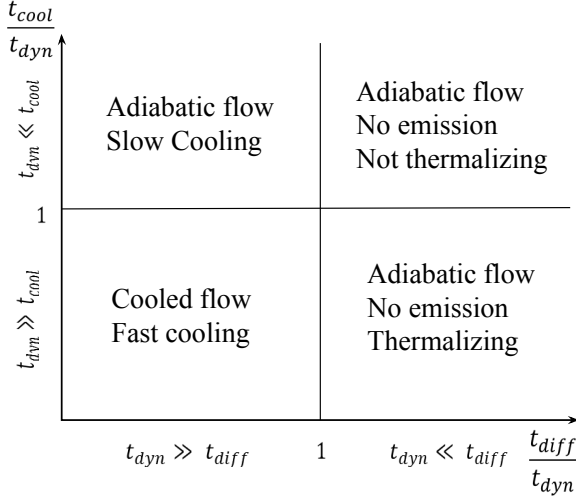 t_cool
t_dyn
t_dyn ≪ t_cool
Adiabatic flow
Slow Cooling
Adiabatic flow
No emission
Not thermalizing
1
t_dyn ≫ t_cool
Cooled flow
Fast cooling
Adiabatic flow
No emission
Thermalizing
t_dyn ≫ t_diff
1
t_dyn ≪ t_diff
t_diff
t_dyn